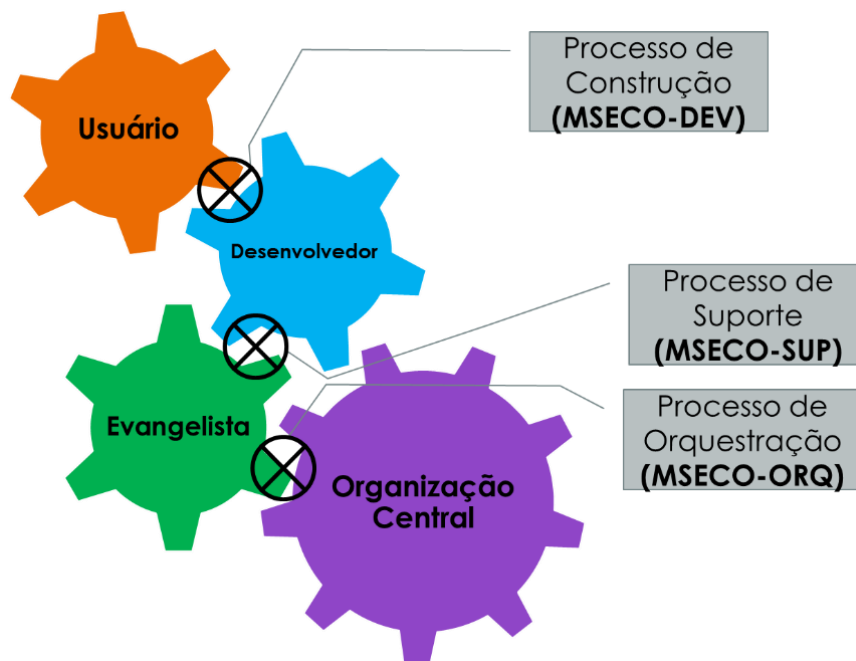 Processo de
Construção
(MSECO-DEV)
Usuário
Desenvolvedor
Processo de
Suporte
(MSECO-SUP)
Processo de
Orquestração
(MSECO-ORQ)
Evangelista
Organização
Central